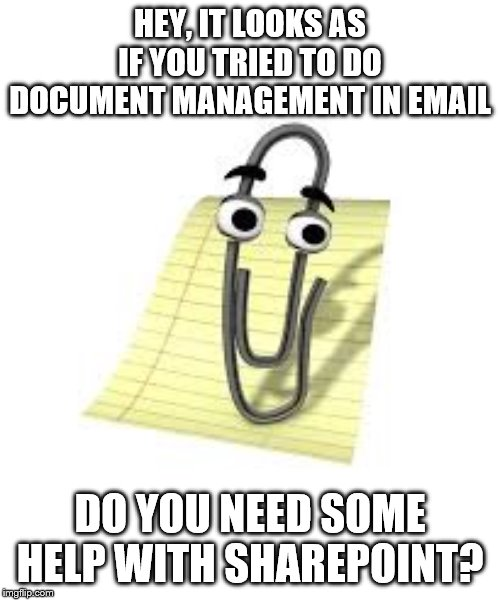 HEY, IT LOOKS AS
IF YOU TRIED TO DO
DOCUMENT MANAGEMENT IN EMAIL
DO YOU NEED SOME
HELP WITH SHAREPOINT?
imgflip.com